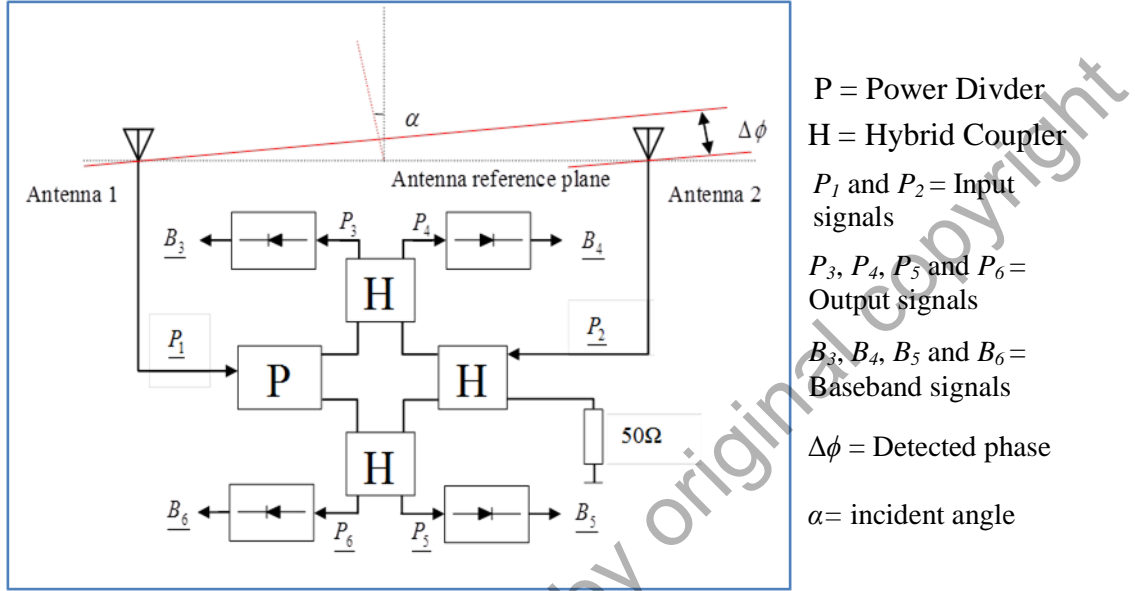 α
Δϕ
Antenna 1
Antenna reference plane
Antenna 2
B3
P3
P4
B4
H
P1
P2
P
H
50Ω
H
B6
P6
P5
B5
P = Power Divder
H = Hybrid Coupler
P1 and P2 = Input
signals
P3, P4, P5 and P6 =
Output signals
B3, B4, B5 and B6 =
Baseband signals
Δϕ = Detected phase
α= incident angle
by original copyright